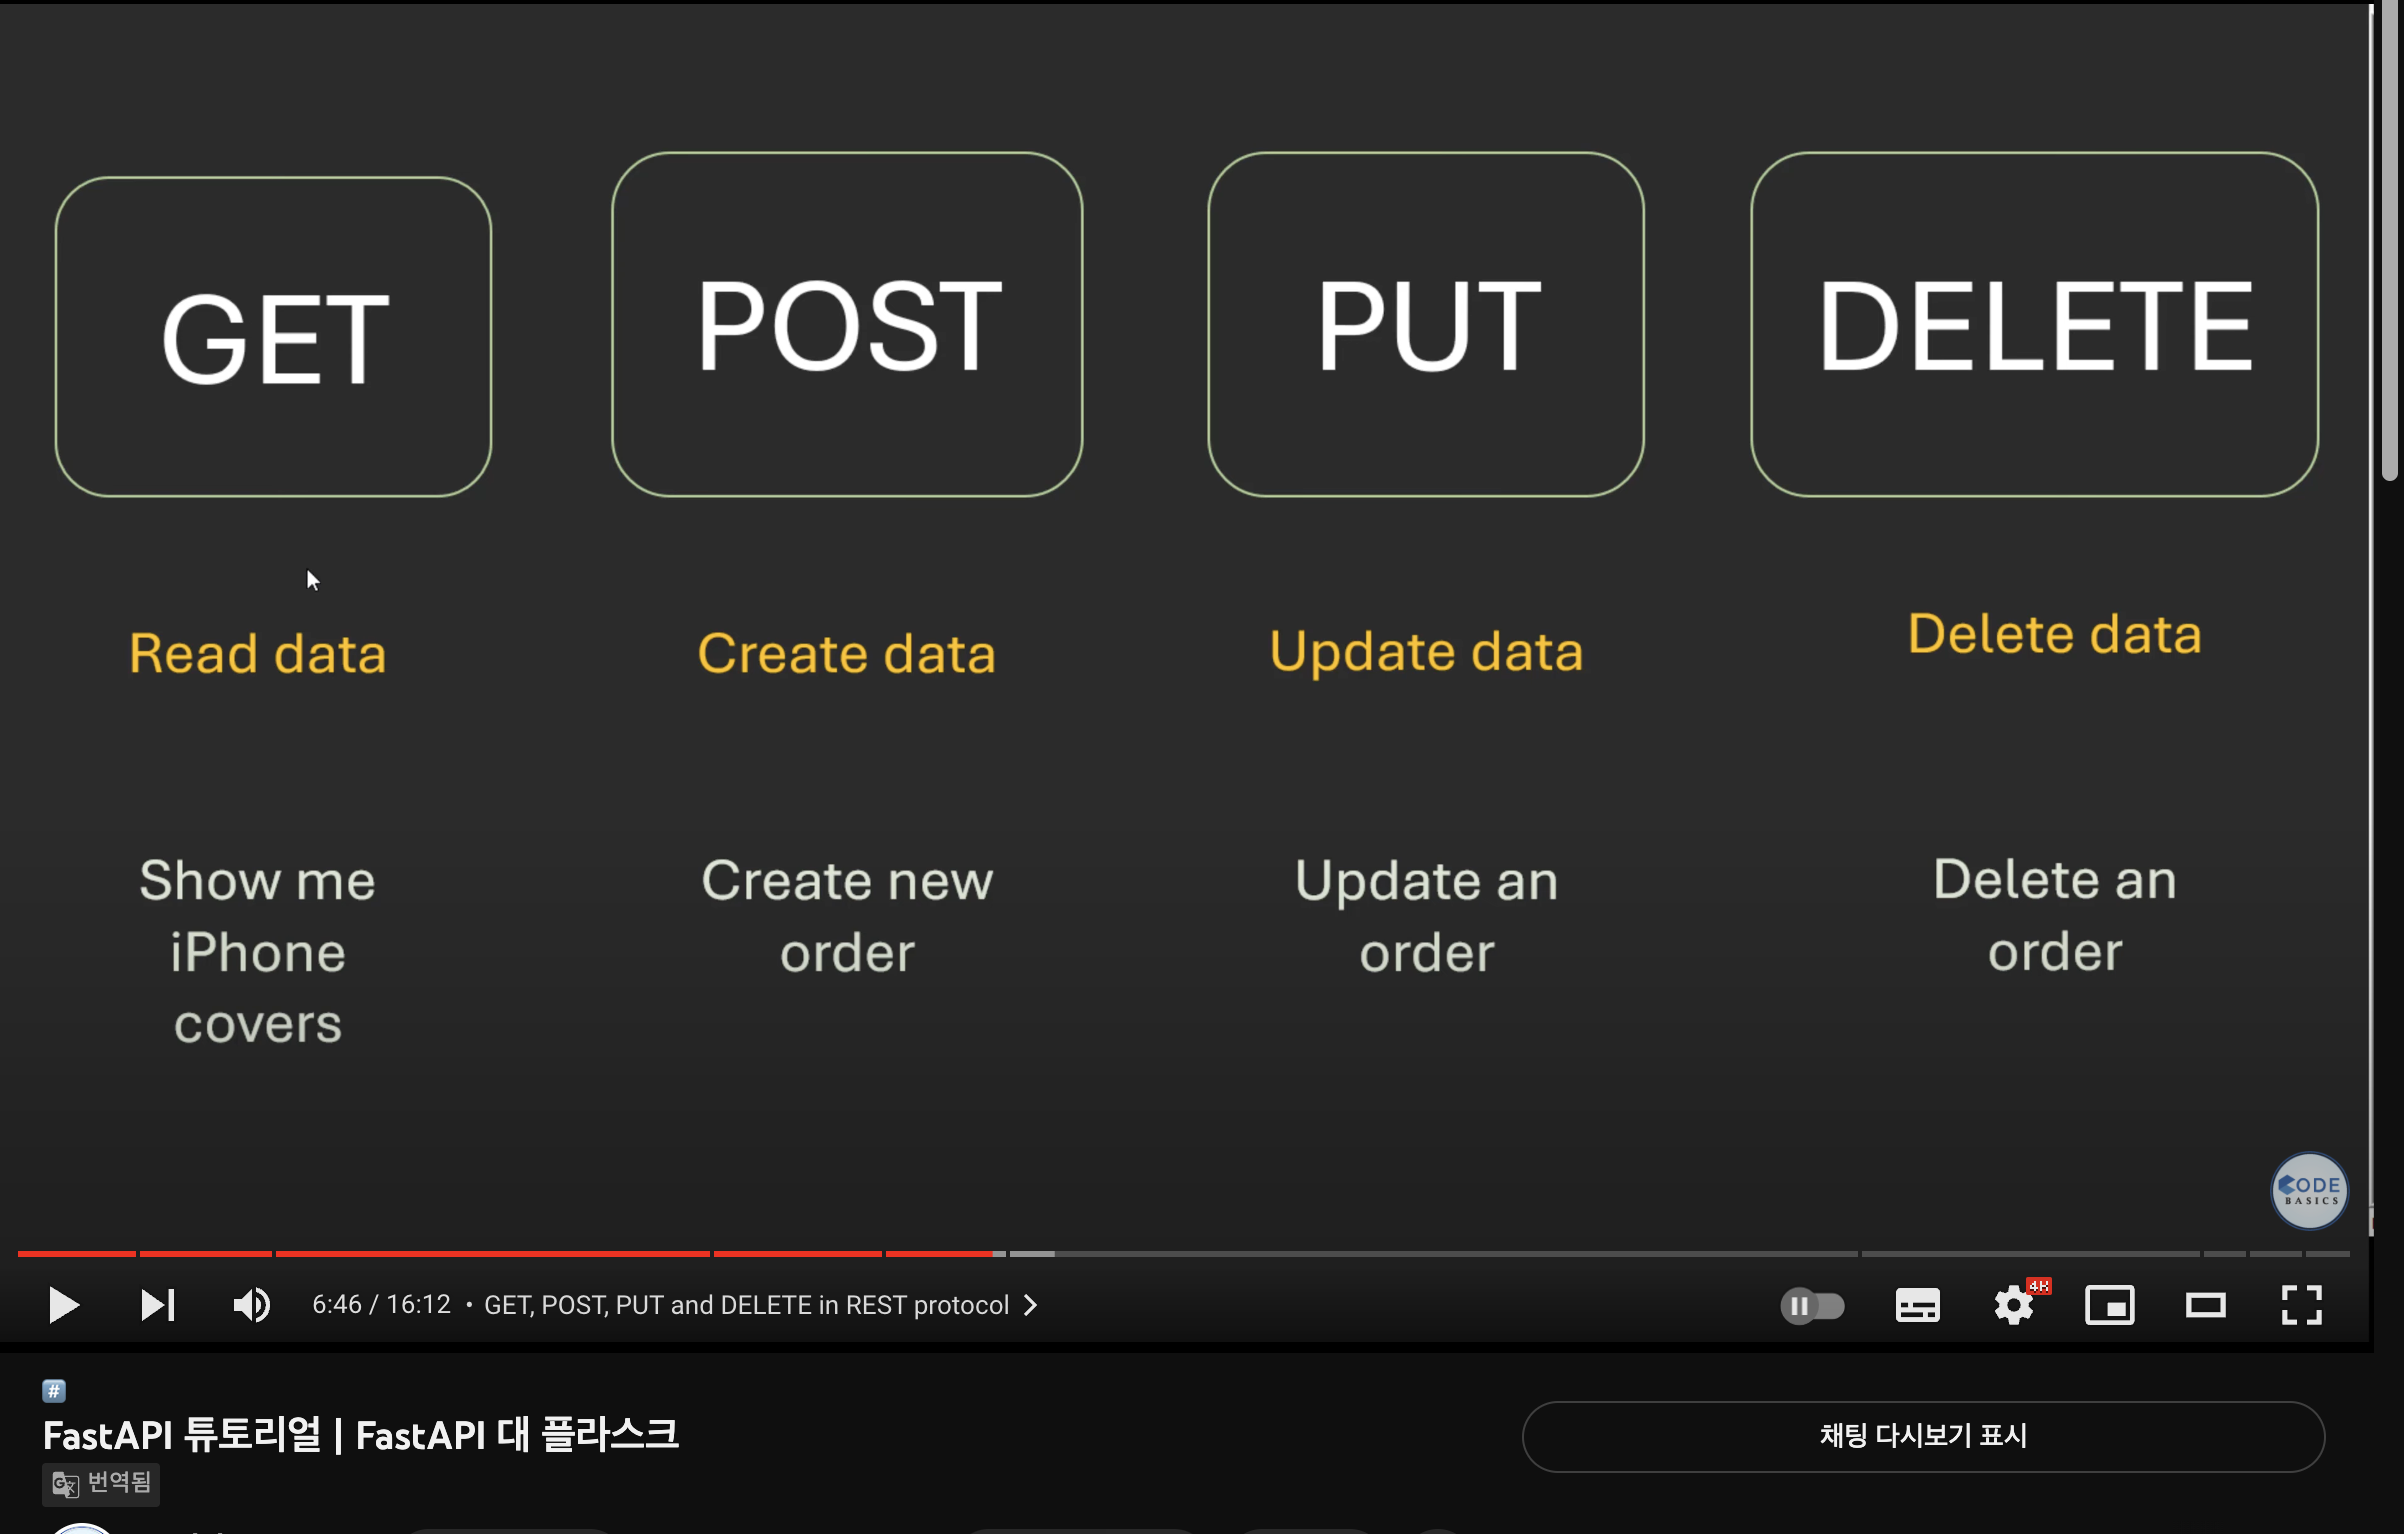 GET
POST
PUT
DELETE
Read data
Create data
Update data
Delete data
Show me
iPhone
covers
Create new
order
Update an
order
Delete an
order
CODE
BASICS
6:46 / 16:12 • GET, POST, PUT and DELETE in REST protocol
4K
#
FastAPI 튜토리얼 | FastAPI 대 플라스크
번역됨
채팅 다시보기 표시